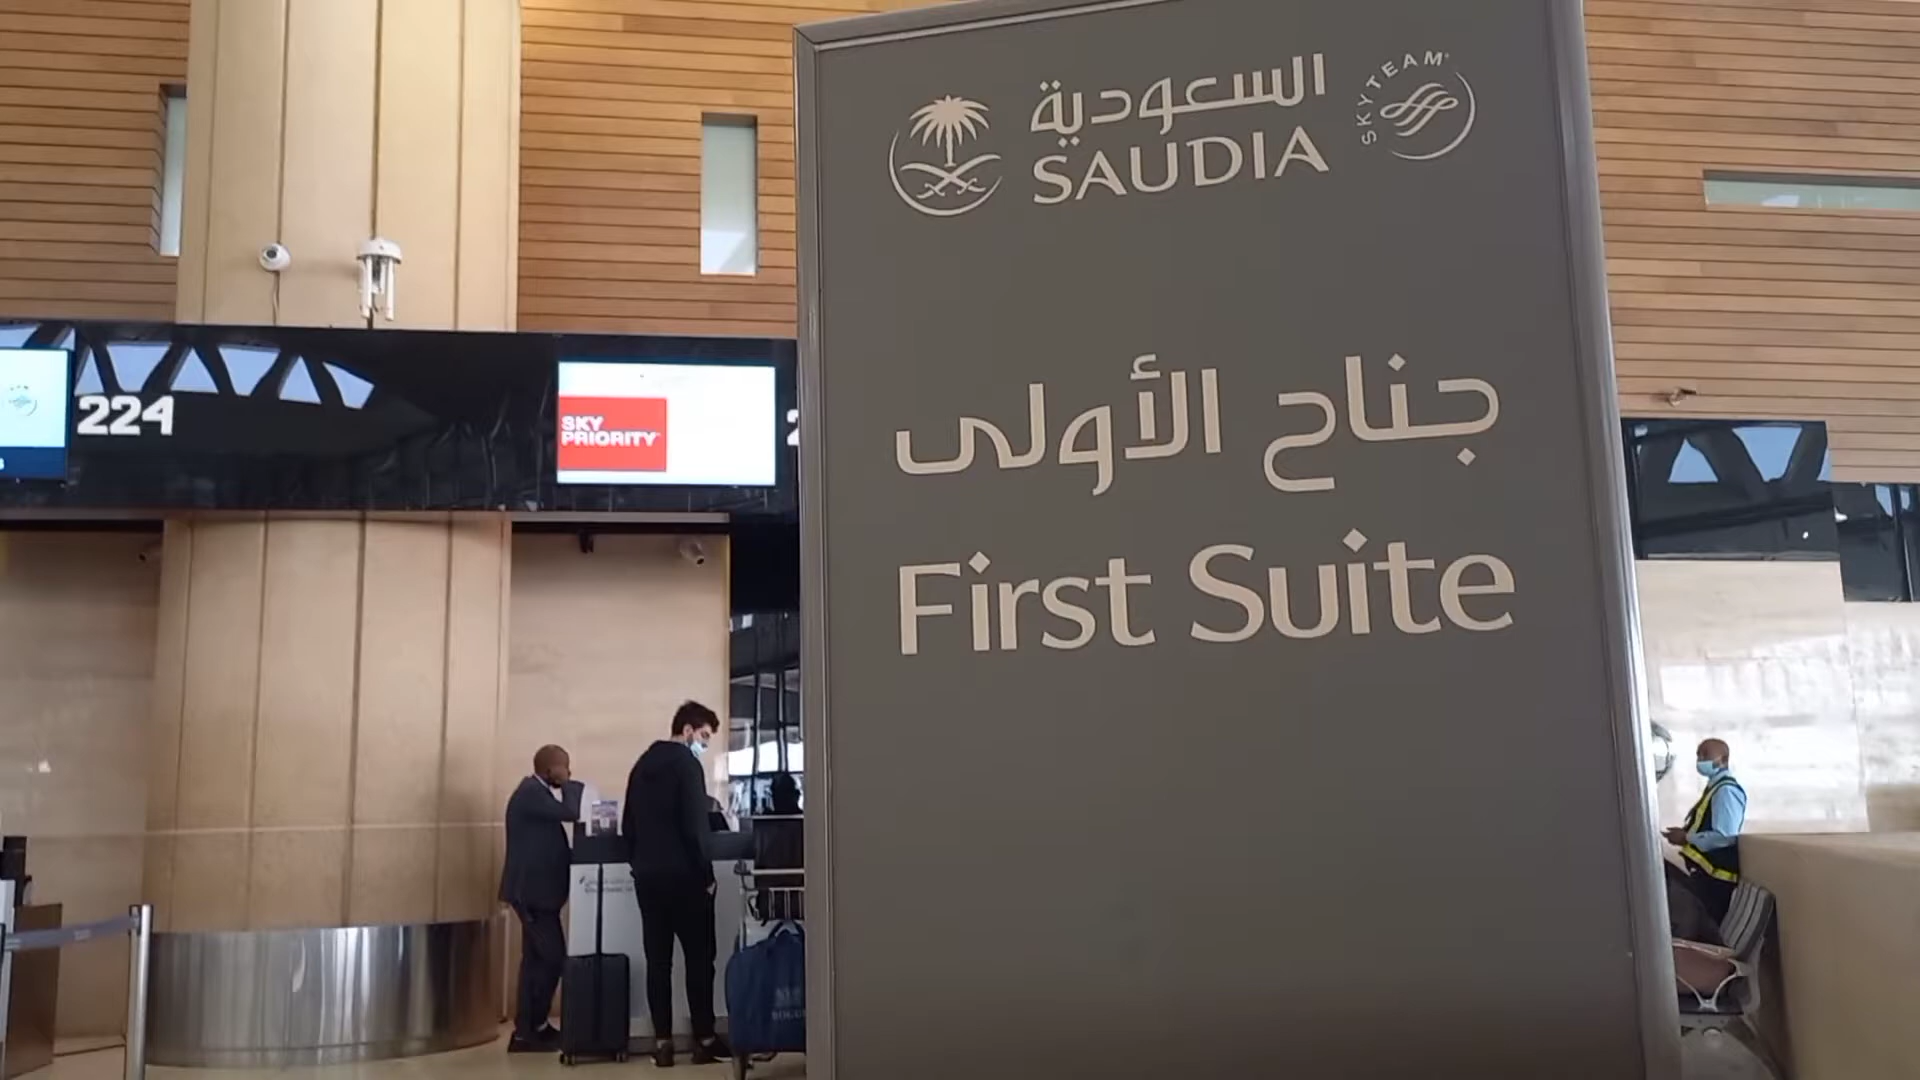 السعودية
SAUDIA
SKYTEAM
جناح الأولى
First Suite
224
SKY
PRIORITY